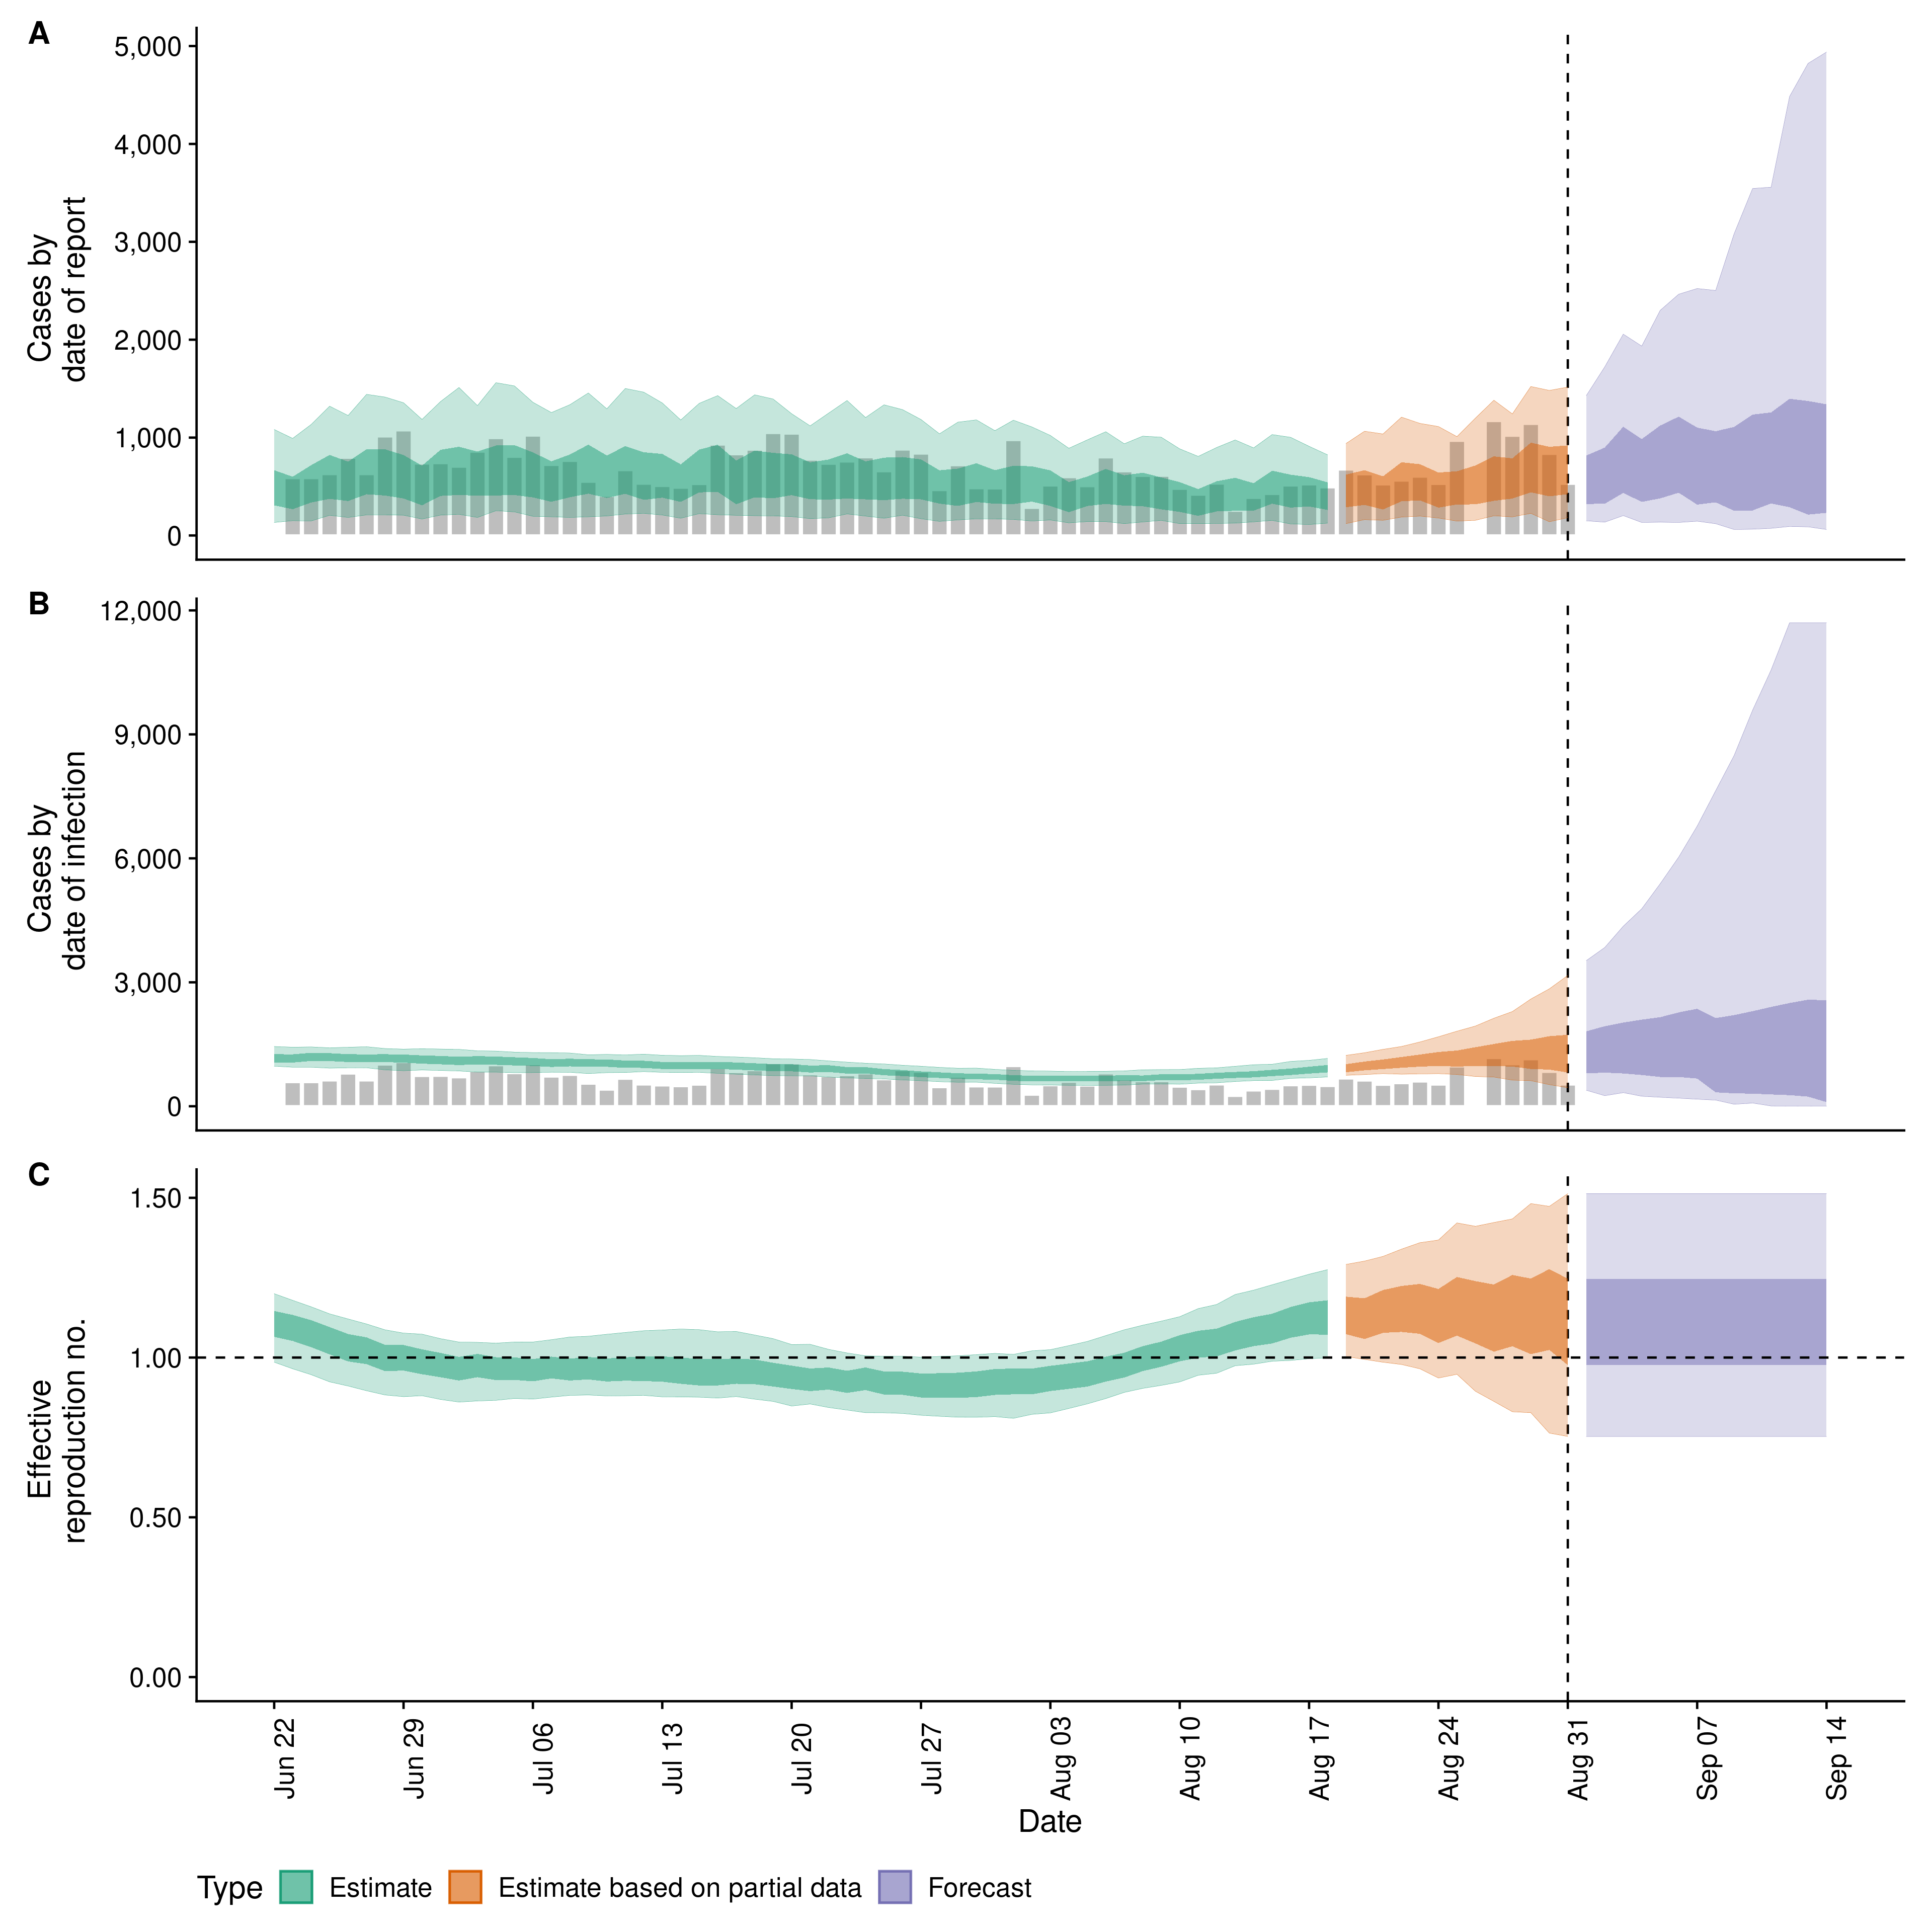 A
5,000
4,000
3,000
2,000
1,000
0
Cases by
date of report
B
12,000
9,000
6,000
3,000
0
Cases by
date of infection
C
1.50
1.00
0.50
0.00
Effective
reproduction no.
Jun 22
Jun 29
Jul 06
Jul 13
Jul 20
Jul 27
Aug 03
Aug 10
Aug 17
Aug 24
Aug 31
Sep 07
Sep 14
Date
Type Estimate Estimate based on partial data Forecast